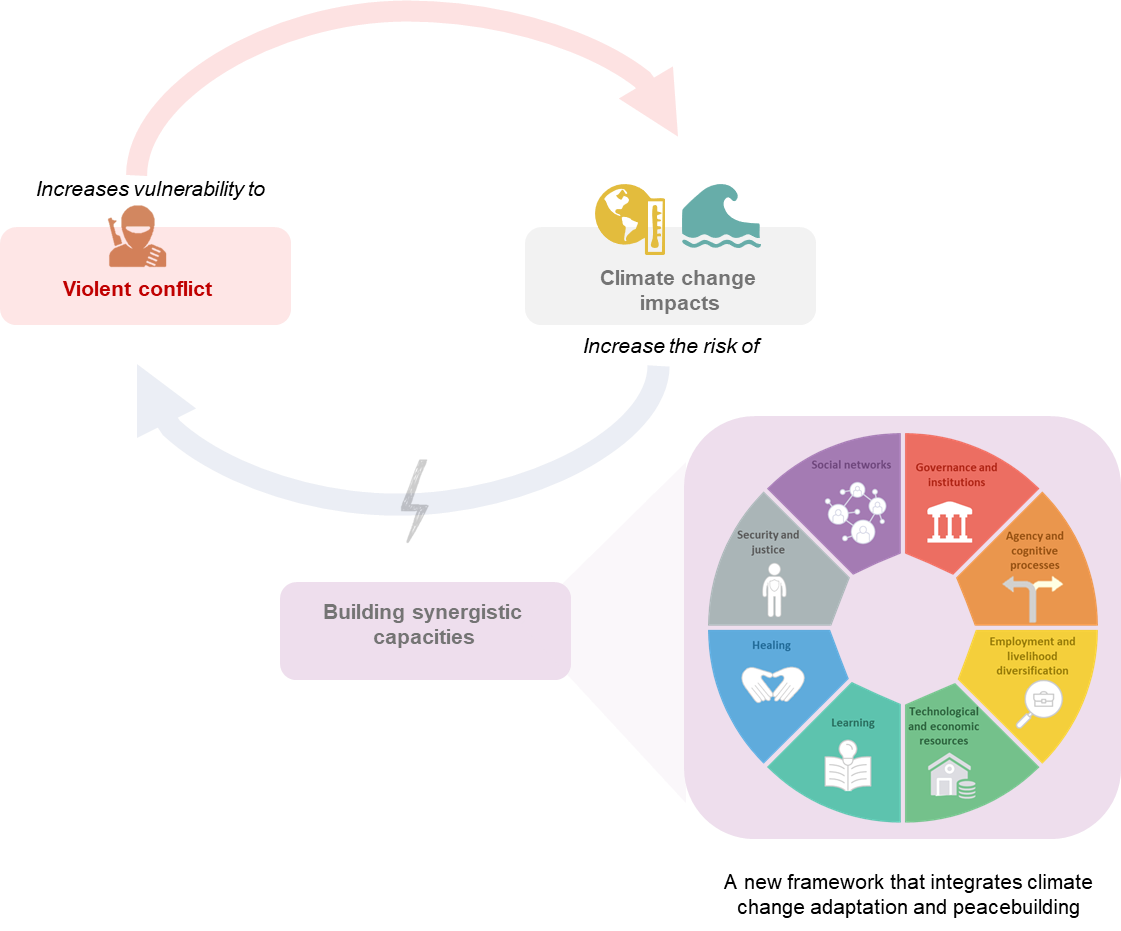 Increases vulnerability to
Violent conflict
Climate change
impacts
Increase the risk of
Building synergistic
capacities
Social networks
Governance and
institutions
Agency and
cognitive
processes
Employment and
livelihood
diversification
Technological
and economic
resources
Learning
Healing
Security and
justice
A new framework that integrates climate
change adaptation and peacebuilding